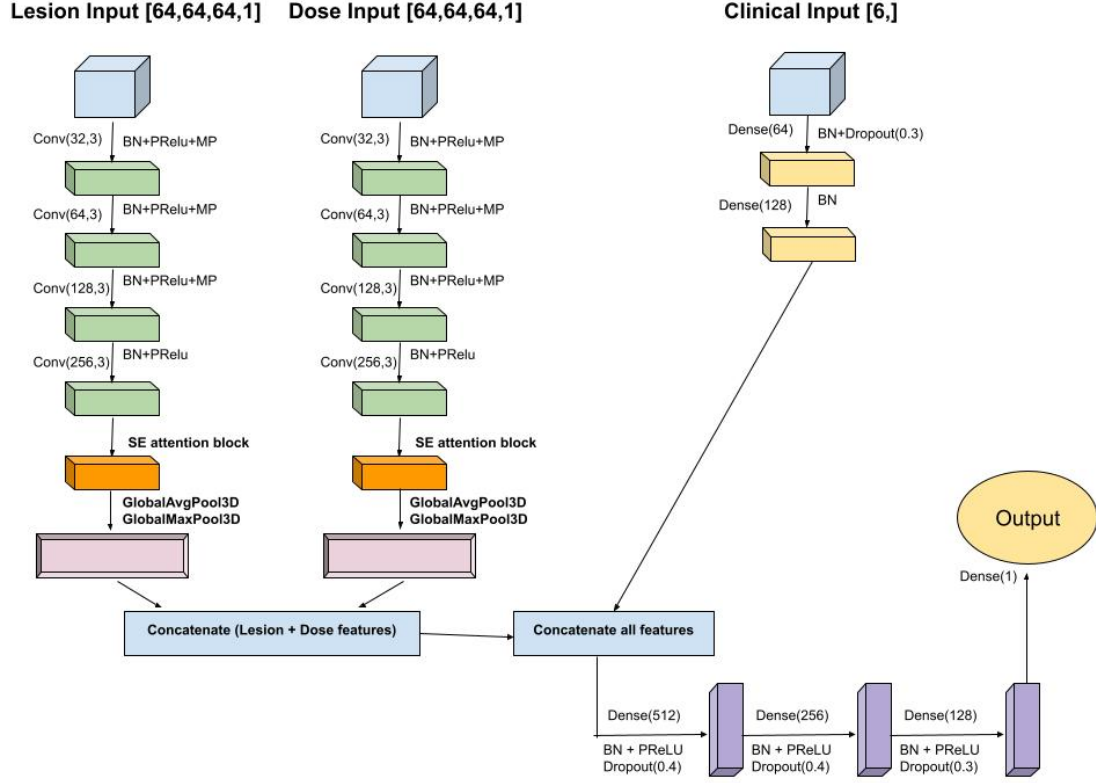 Lesion Input [64,64,64,1]
Dose Input [64,64,64,1]
Clinical Input [6,]
Conv(32,3)
BN+PRelu+MP
Conv(64,3)
BN+PRelu+MP
Conv(128,3)
BN+PRelu+MP
Conv(256,3)
BN+PRelu
SE attention block
GlobalAvgPool3D
GlobalMaxPool3D
Conv(32,3)
BN+PRelu+MP
Conv(64,3)
BN+PRelu+MP
Conv(128,3)
BN+PRelu+MP
Conv(256,3)
BN+PRelu
SE attention block
GlobalAvgPool3D
GlobalMaxPool3D
Dense(64)
BN+Dropout(0.3)
Dense(128)
BN
Concatenate (Lesion + Dose features)
Concatenate all features
Dense(512)
BN + PReLU
Dropout(0.4)
Dense(256)
BN + PReLU
Dropout(0.4)
Dense(128)
BN + PReLU
Dropout(0.3)
Dense(1)
Output